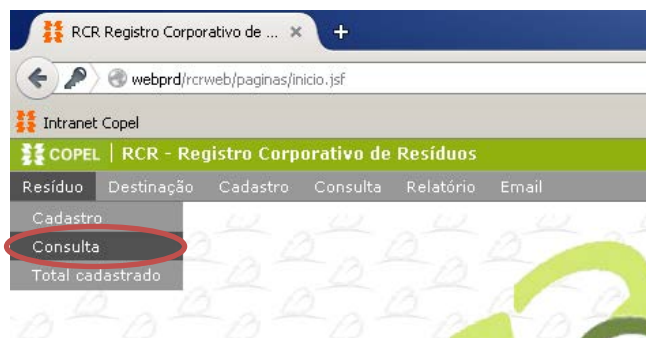 RCR Registro Corporativo de ...
webprd/rcrweb/paginas/inicio.jsf
Intranet Copel
COPEL | RCR - Registro Corporativo de Resíduos
Resíduo Destinação Cadastro Consulta Relatório Email
Cadastro
Consulta
Total cadastrado